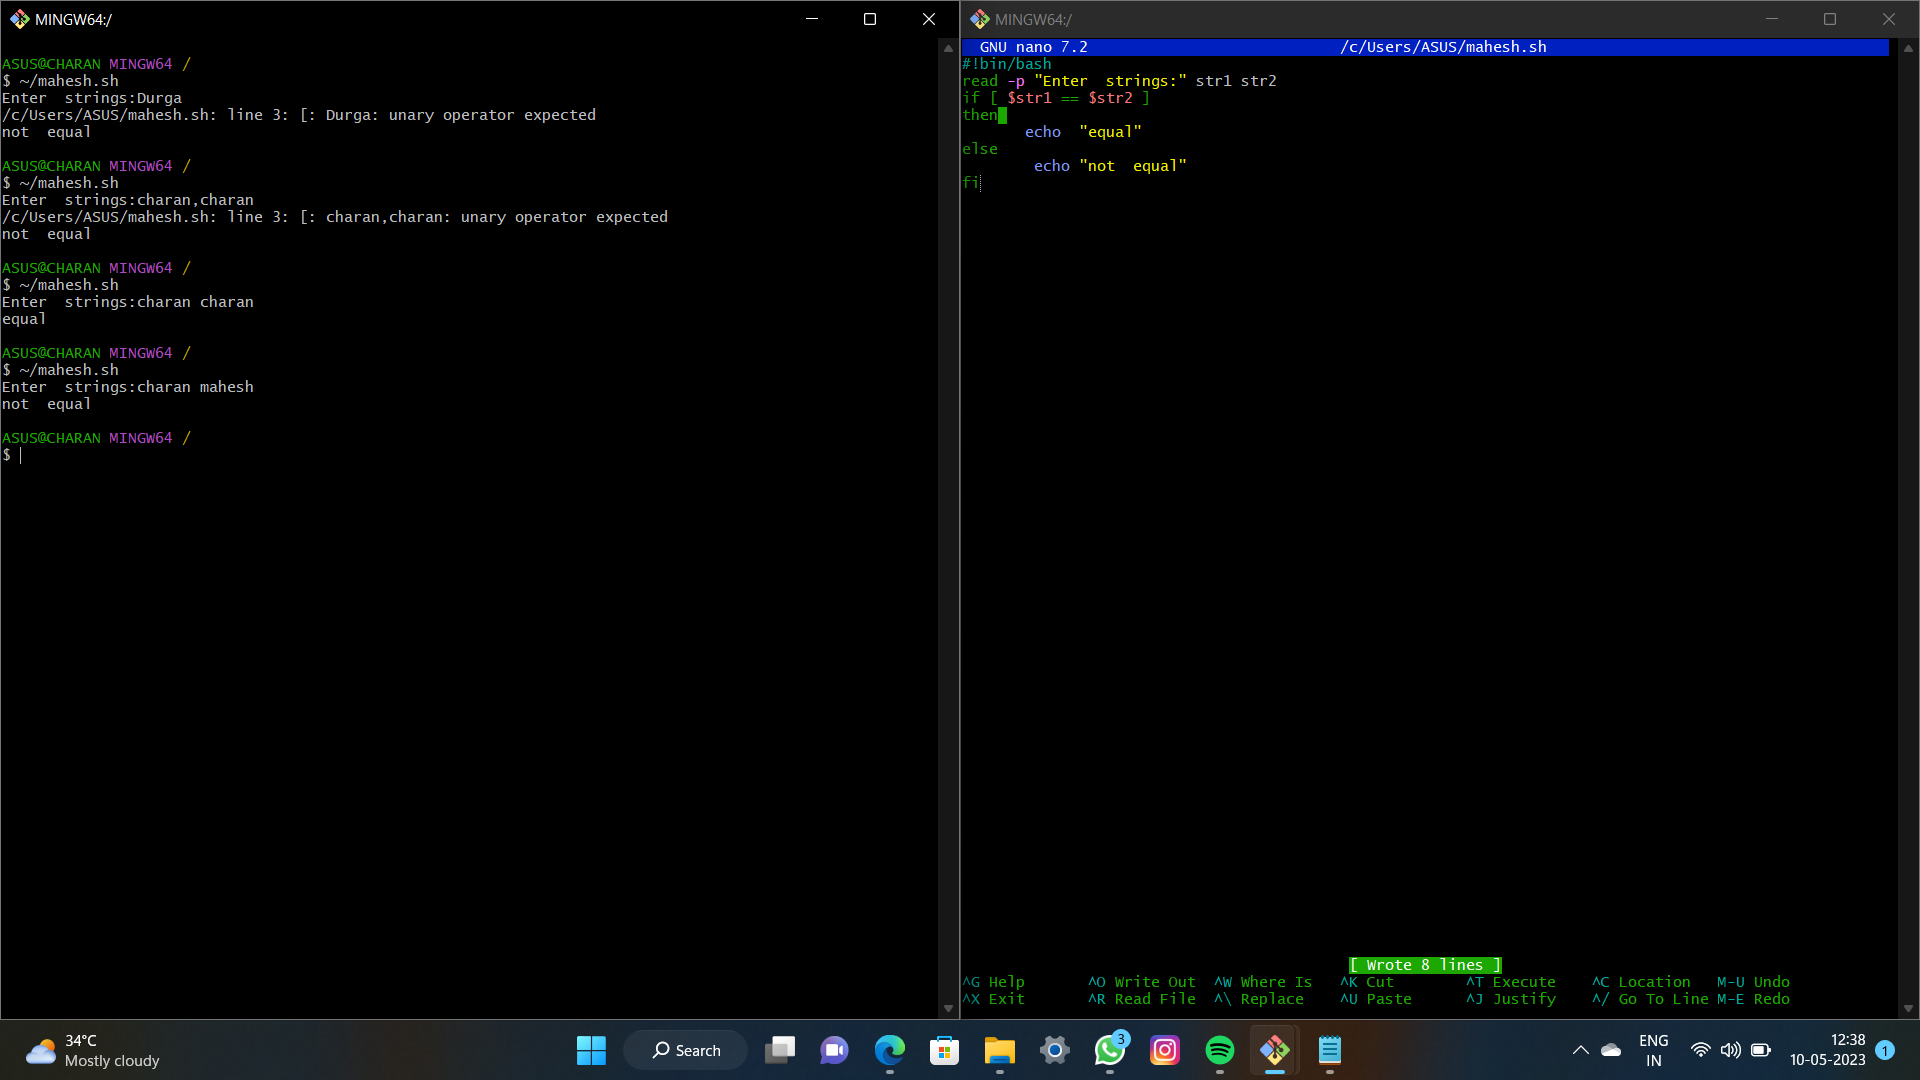 MINGW64:/
ASUS@CHARAN MINGW64 /
$ ~/mahesh.sh
Enter  strings:Durga
/c/Users/ASUS/mahesh.sh: line 3: [: Durga: unary operator expected
not  equal
ASUS@CHARAN MINGW64 /
$ ~/mahesh.sh
Enter  strings:charan,charan
/c/Users/ASUS/mahesh.sh: line 3: [: charan,charan: unary operator expected
not  equal
ASUS@CHARAN MINGW64 /
$ ~/mahesh.sh
Enter  strings:charan charan
equal
ASUS@CHARAN MINGW64 /
$ ~/mahesh.sh
Enter  strings:charan mahesh
not  equal
ASUS@CHARAN MINGW64 /
$
MINGW64:/
GNU nano 7.2 /c/Users/ASUS/mahesh.sh
#!bin/bash
read -p "Enter  strings:" str1 str2
if [ $str1 == $str2 ]
then
echo  "equal"
else
echo "not  equal"
fi
[ Wrote 8 lines ]
^G Help ^O Write Out ^W Where Is ^K Cut ^T Execute ^C Location M-U Undo
^X Exit ^R Read File ^\ Replace ^U Paste ^J Justify ^/ Go To Line M-E Redo
34°C
Mostly cloudy
Search
3
ENG
IN
12:38
10-05-2023
1